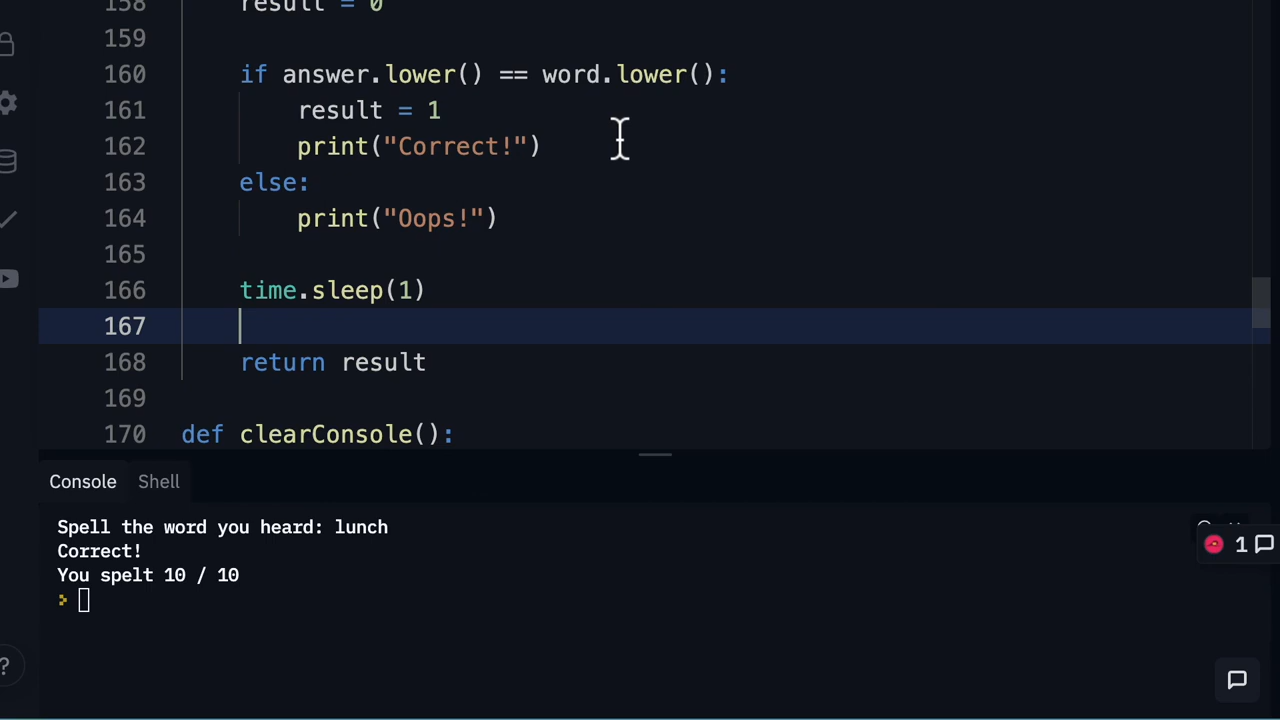 158 result = 0
159
160 if answer.lower() == word.lower():
161 result = 1
162 print("Correct!")
163 else:
164 print("Oops!")
165
166 time.sleep(1)
167
168 return result
169
170 def clearConsole():
Console Shell
Spell the word you heard: lunch
Correct!
You spelt 10 / 10
>
1
?